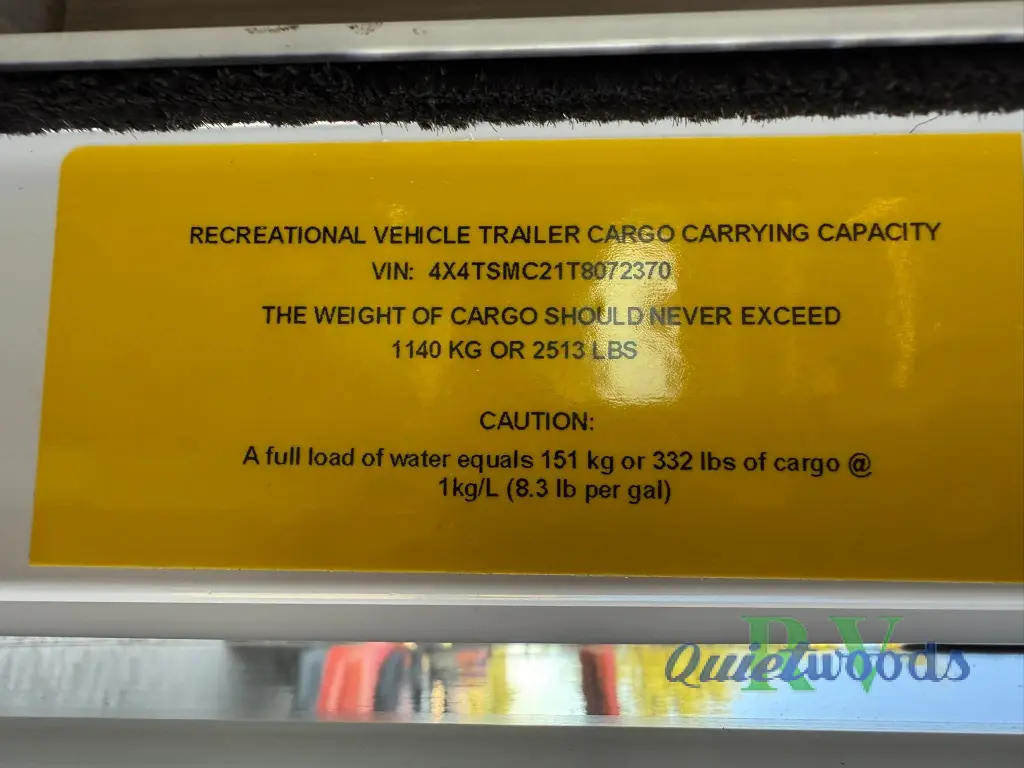 RECREATIONAL VEHICLE TRAILER CARGO CARRYING CAPACITY
VIN: 4X4TSMC21T8072370
THE WEIGHT OF CARGO SHOULD NEVER EXCEED
1140 KG OR 2513 LBS
CAUTION:
A full load of water equals 151 kg or 332 lbs of cargo @
1kg/L (8.3 lb per gal)
RV
Quietwoods